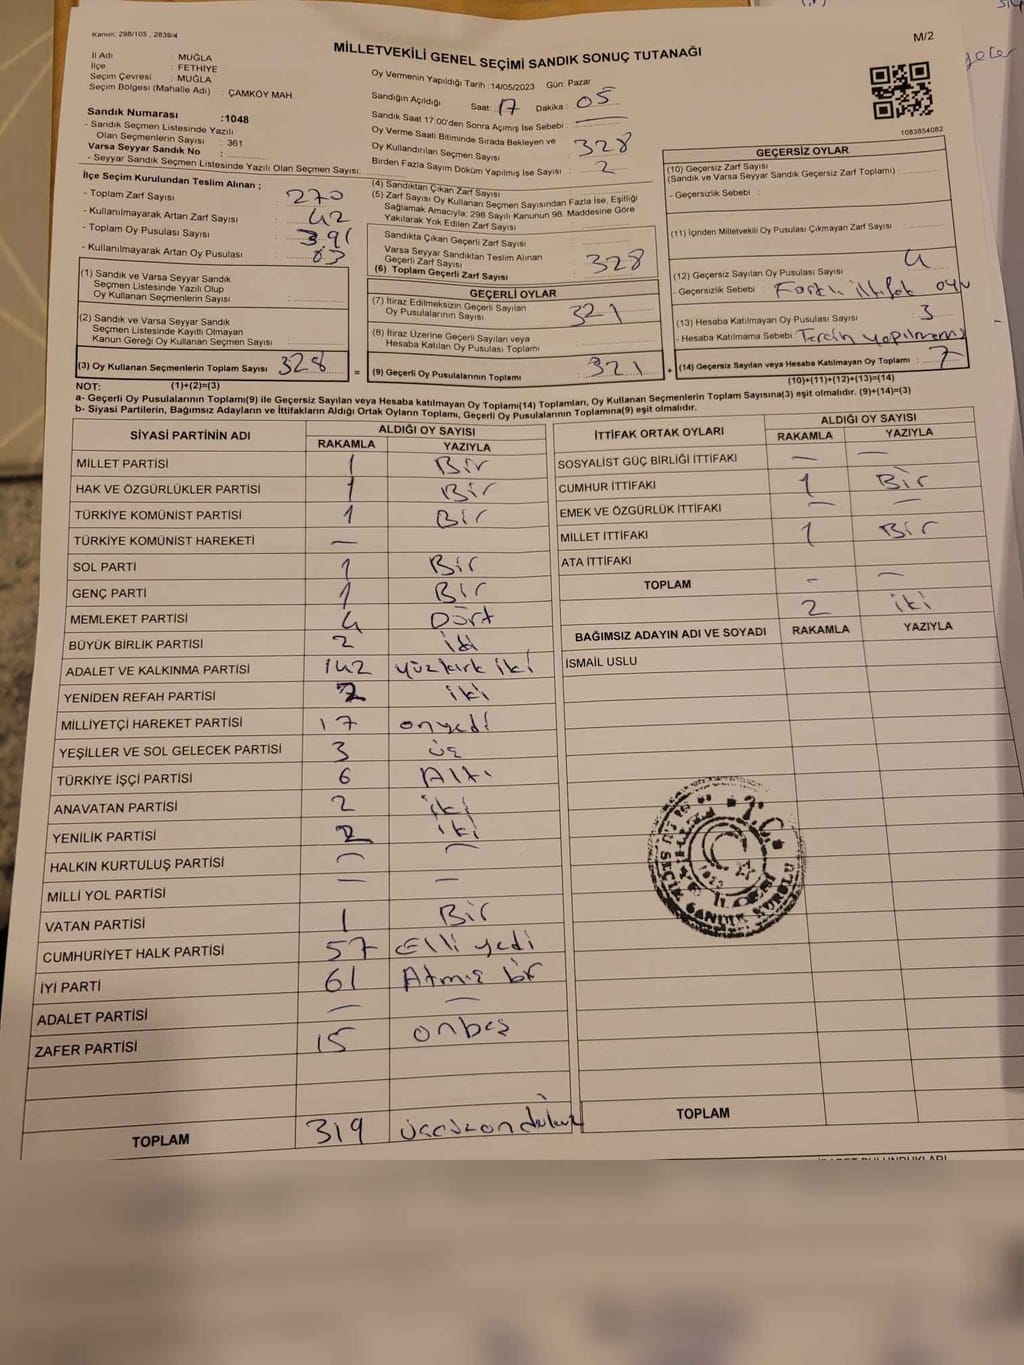 Kanun: 298/105 , 2839/4
MİLLETVEKİLİ GENEL SEÇİMİ SANDIK SONUÇ TUTANAĞI
M/2
İl Adı : MUĞLA
İlçe : FETHİYE
Seçim Çevresi : MUĞLA
Seçim Bölgesi (Mahalle Adı) : ÇAMKÖY MAH.
Sandık Numarası :1048
- Sandık Seçmen Listesinde Yazılı
Olan Seçmenlerin Sayısı : 361
Varsa Seyyar Sandık No :
- Seyyar Sandık Seçmen Listesinde Yazılı Olan Seçmen Sayısı:
Oy Vermenin Yapıldığı Tarih :14/05/2023 Gün: Pazar
Sandığın Açıldığı Saat: 17 Dakika : 05
Sandık Saat 17:00'den Sonra Açımış İse Sebebi :
Oy Verme Saati Bitiminde Sırada Bekleyen ve
Oy Kullandırılan Seçmen Sayısı : 328
Birden Fazla Sayım Döküm Yapılmış İse Sayısı : 2
1083854082
İlçe Seçim Kurulundan Teslim Alınan ;
- Toplam Zarf Sayısı : 270
- Kullanılmayarak Artan Zarf Sayısı : 42
- Toplam Oy Pusulası Sayısı : 391
- Kullanılmayarak Artan Oy Pusulası : 63
(1) Sandık ve Varsa Seyyar Sandık
Seçmen Listesinde Yazılı Olup
Oy Kullanan Seçmenlerin Sayısı :
(2) Sandık ve Varsa Seyyar Sandık
Seçmen Listesinde Kayıtlı Olmayan
Kanun Gereği Oy Kullanan Seçmen Sayısı :
(3) Oy Kullanan Seçmenlerin Toplam Sayısı 328 =
(4) Sandıktan Çıkan Zarf Sayısı :
(5) Zarf Sayısı Oy Kullanan Seçmen Sayısından Fazla İse, Eşitliği
Sağlamak Amacıyla; 298 Sayılı Kanunun 98. Maddesine Göre
Yakılarak Yok Edilen Zarf Sayısı :
Sandıkta Çıkan Geçerli Zarf Sayısı :
Varsa Seyyar Sandıktan Teslim Alınan
Geçerli Zarf Sayısı :
(6) Toplam Geçerli Zarf Sayısı : 328
GEÇERLİ OYLAR
(7) İtiraz Edilmeksizin Geçerli Sayılan
Oy Pusulalarının Sayısı : 321
(8) İtiraz Üzerine Geçerli Sayılan veya
Hesaba Katılan Oy Pusulası Toplamı :
(9) Geçerli Oy Pusulalarının Toplamı : 321 +
GEÇERSİZ OYLAR
(10) Geçersiz Zarf Sayısı
(Sandık ve Varsa Seyyar Sandık Geçersiz Zarf Toplamı) :
- Geçersizlik Sebebi :
(11) İçinden Milletvekili Oy Pusulası Çıkmayan Zarf Sayısı :
(12) Geçersiz Sayılan Oy Pusulası Sayısı : 4
- Geçersizlik Sebebi : Farklı ittifak oyu
(13) Hesaba Katılmayan Oy Pusulası Sayısı : 3
- Hesaba Katılmama Sebebi : Tercih yapılmamış
(14) Geçersiz Sayılan veya Hesaba Katılmayan Oy Toplamı : 7
NOT: (1)+(2)=(3)
(10)+(11)+(12)+(13)=(14)
a- Geçerli Oy Pusulalarının Toplamı(9) ile Geçersiz Sayılan veya Hesaba katılmayan Oy Toplamı(14) Toplamları, Oy Kullanan Seçmenlerin Toplam Sayısına(3) eşit olmalıdır. (9)+(14)=(3)
b- Siyasi Partilerin, Bağımsız Adayların ve İttifakların Aldığı Ortak Oyların Toplamı, Geçerli Oy Pusulalarının Toplamına(9) eşit olmalıdır.
SİYASİ PARTİNİN ADI ALDIĞI OY SAYISI
RAKAMLA YAZIYLA
MİLLET PARTİSİ 1 Bir
HAK VE ÖZGÜRLÜKLER PARTİSİ 1 Bir
TÜRKİYE KOMÜNİST PARTİSİ 1 Bir
TÜRKİYE KOMÜNİST HAREKETİ —
SOL PARTİ 1 Bir
GENÇ PARTİ 1 Bir
MEMLEKET PARTİSİ 4 Dört
BÜYÜK BİRLİK PARTİSİ 2 iki
ADALET VE KALKINMA PARTİSİ 142 yüzkırk iki
YENİDEN REFAH PARTİSİ 2 iki
MİLLİYETÇİ HAREKET PARTİSİ 17 onyedi
YEŞİLLER VE SOL GELECEK PARTİSİ 3 üç
TÜRKİYE İŞÇİ PARTİSİ 6 Altı
ANAVATAN PARTİSİ 2 iki
YENİLİK PARTİSİ 2 iki
HALKIN KURTULUŞ PARTİSİ — —
MİLLİ YOL PARTİSİ — —
VATAN PARTİSİ 1 Bir
CUMHURİYET HALK PARTİSİ 57 Elli yedi
İYİ PARTİ 61 Atmış bir
ADALET PARTİSİ — —
ZAFER PARTİSİ 15 onbeş
TOPLAM 319
İTTİFAK ORTAK OYLARI ALDIĞI OY SAYISI
RAKAMLA YAZIYLA
SOSYALİST GÜÇ BİRLİĞİ İTTİFAKI — —
CUMHUR İTTİFAKI 1 Bir
EMEK VE ÖZGÜRLÜK İTTİFAKI — —
MİLLET İTTİFAKI 1 Bir
ATA İTTİFAKI
TOPLAM - —
2 iki
BAĞIMSIZ ADAYIN ADI VE SOYADI RAKAMLA YAZIYLA
İSMAİL USLU
T.C.
SANDIK KURULU
TOPLAM